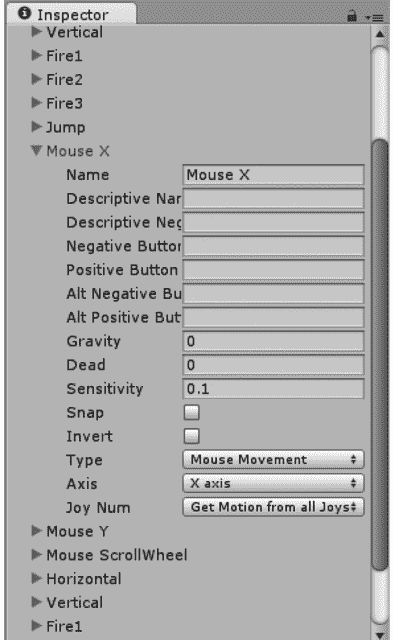 Inspector
Vertical
Fire1
Fire2
Fire3
Jump
Mouse X
Name Mouse X
Descriptive Nar
Descriptive Neg
Negative Buttor
Positive Button
Alt Negative Bu
Alt Positive But
Gravity 0
Dead 0
Sensitivity 0.1
Snap
Invert
Type Mouse Movement
Axis X axis
Joy Num Get Motion from all Joys
Mouse Y
Mouse ScrollWheel
Horizontal
Vertical
Fire1